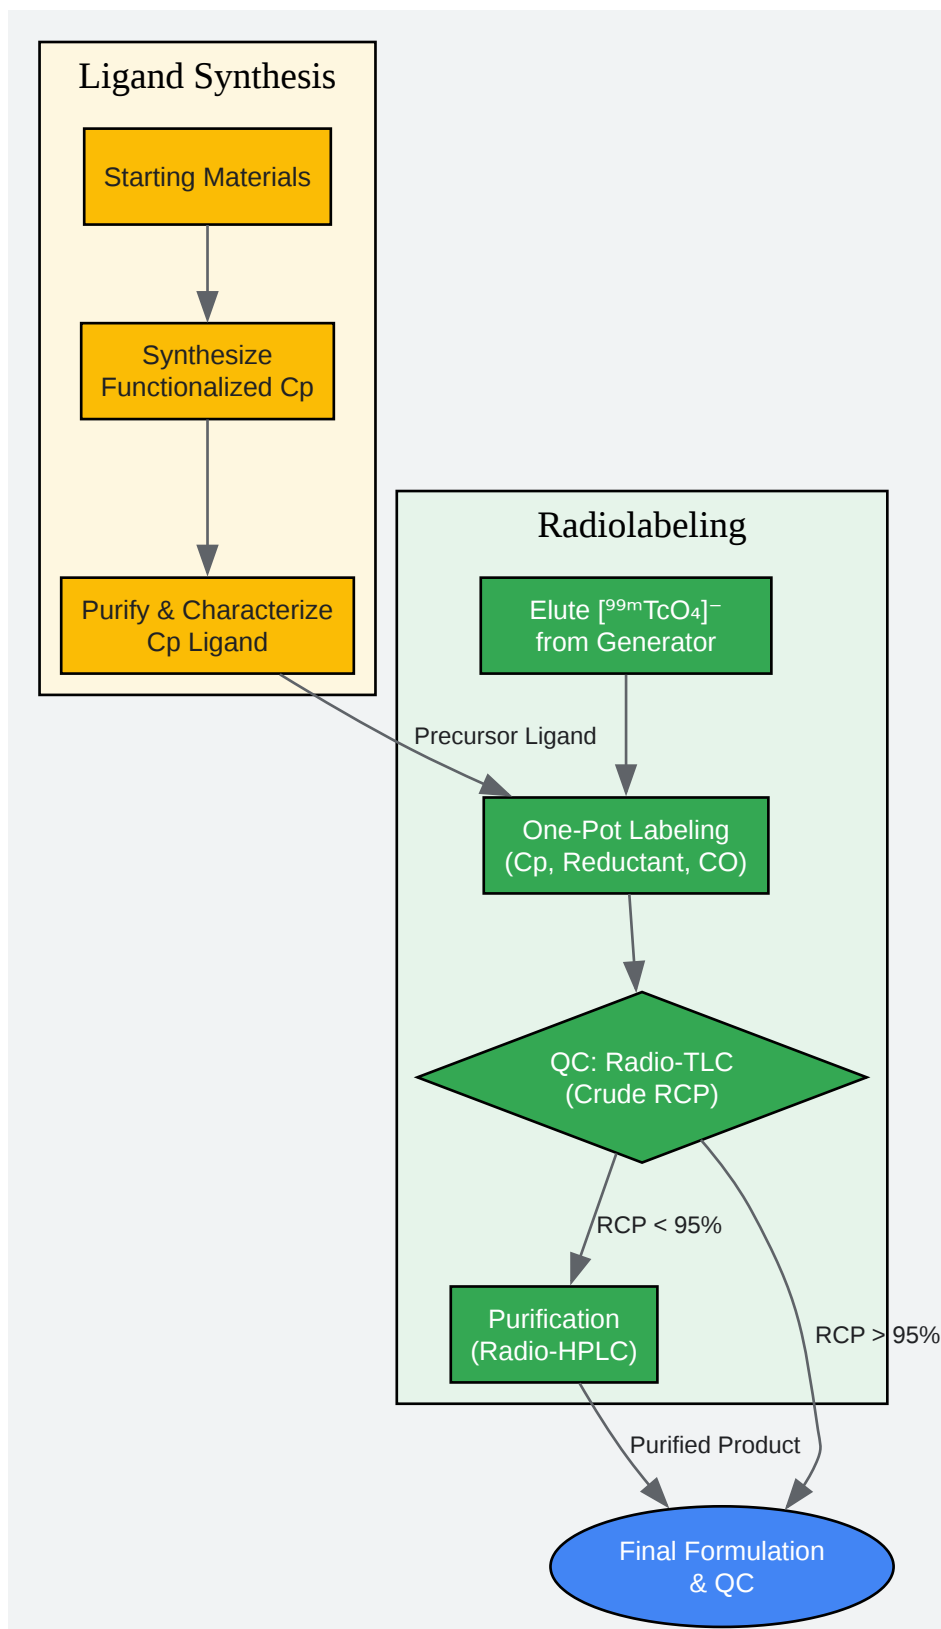 Ligand Synthesis
Starting Materials
Synthesize
Functionalized Cp
Purify & Characterize
Cp Ligand
Radiolabeling
Elute [⁹⁹ᵐTcO₄]⁻
from Generator
Precursor Ligand
One-Pot Labeling
(Cp, Reductant, CO)
QC: Radio-TLC
(Crude RCP)
RCP < 95%
Purification
(Radio-HPLC)
RCP > 95%
Purified Product
Final Formulation
& QC